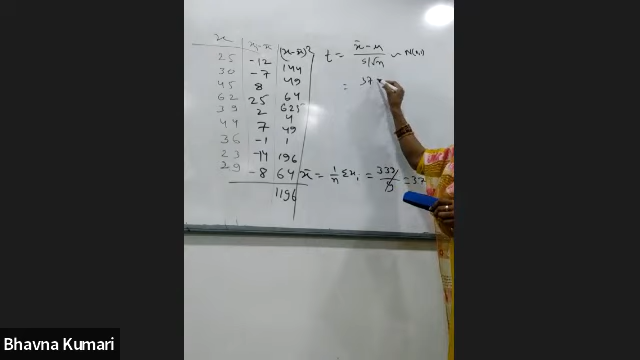 x x-x̄ (x-x̄)²
25 -12 144
30 -7 49
45 8 64
62 25 625
39 2 4
44 7 49
36 -1 1
23 -14 196
29 -8 64
1196
t = x̄ - μ / s/√n ~ N(0,1)
= 37
x̄ = 1/n Σxi = 333/9 = 37
Bhavna Kumari